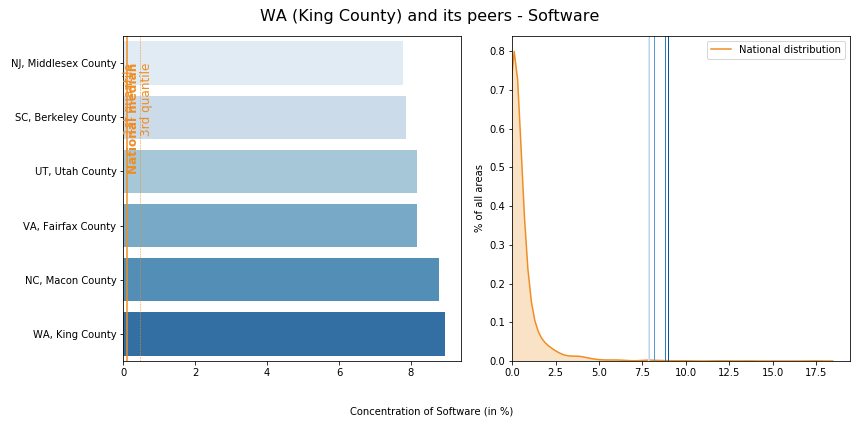 WA (King County) and its peers - Software
NJ, Middlesex County
SC, Berkeley County
UT, Utah County
VA, Fairfax County
NC, Macon County
WA, King County
National median
3rd quantile
0 2 4 6 8
National distribution
% of all areas
0.8
0.7
0.6
0.5
0.4
0.3
0.2
0.1
0.0
0.0 2.5 5.0 7.5 10.0 12.5 15.0 17.5
Concentration of Software (in %)